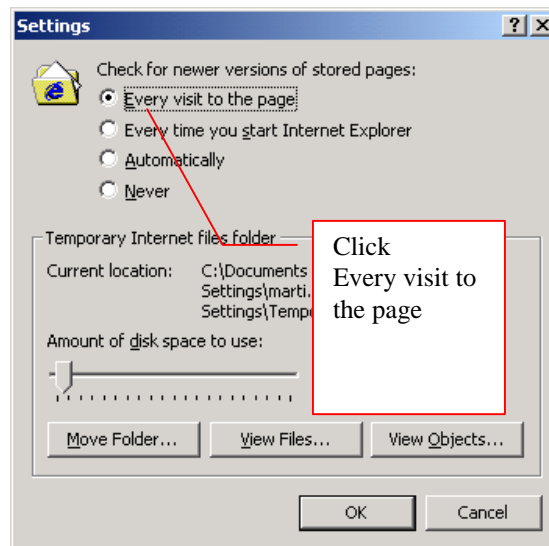 Settings
Check for newer versions of stored pages:
Every visit to the page
Every time you start Internet Explorer
Automatically
Never
Temporary Internet files folder
Current location: C:\Documents
Settings\marti.
Settings\Tempo
Click
Every visit to
the page
Amount of disk space to use:
Move Folder... View Files... View Objects...
OK Cancel